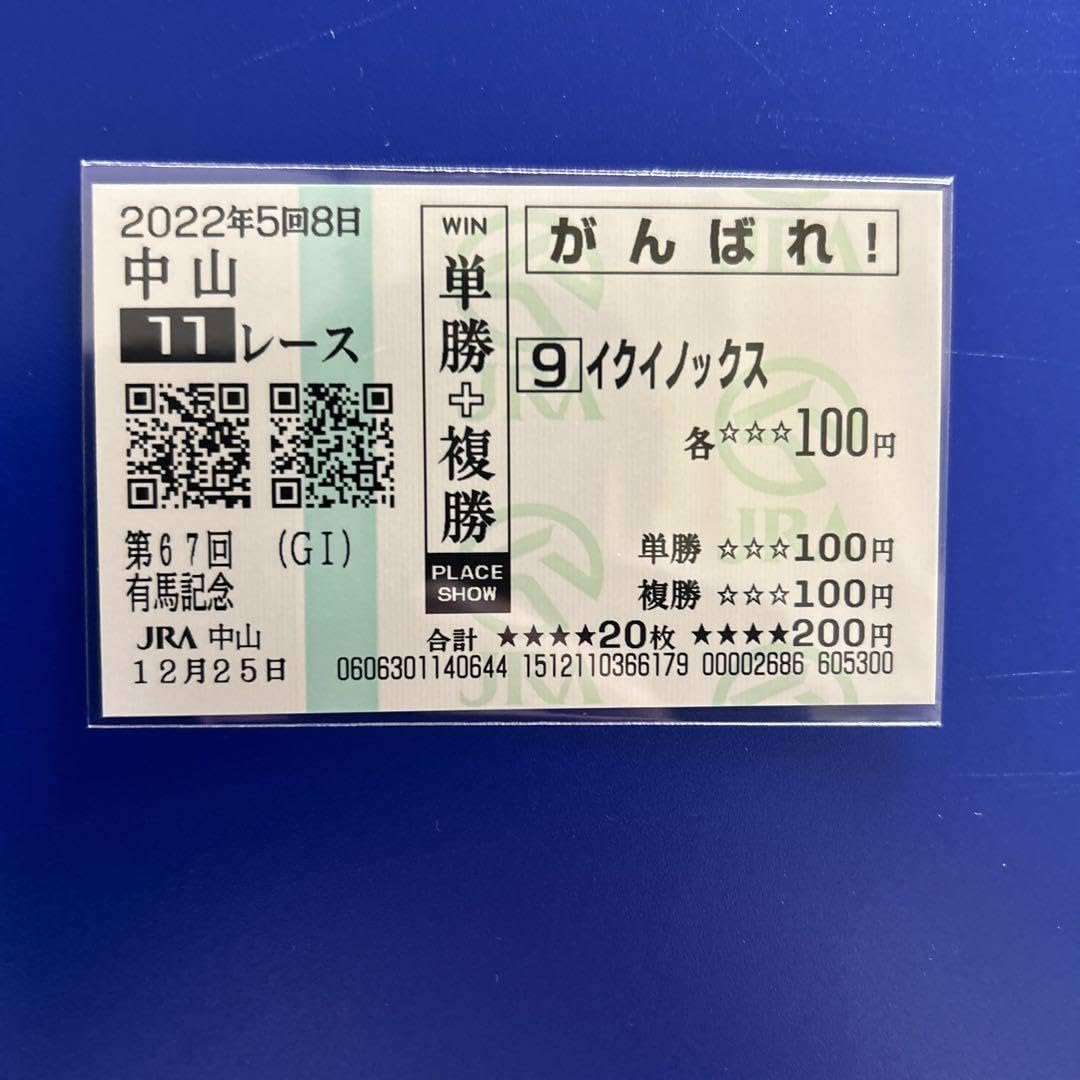 2022年5回8日
中山
11レース
第67回 (GⅠ)
有馬記念
JRA 中山
12月25日
WIN
単勝+複勝
PLACE
SHOW
がんばれ!
9 イクイノックス
各☆☆☆100円
単勝 ☆☆☆100円
複勝 ☆☆☆100円
合計 ★★★★20枚 ★★★★200円
0606301140644 1512110366179 00002686 605300
JRA
JRA
JRA
JRA